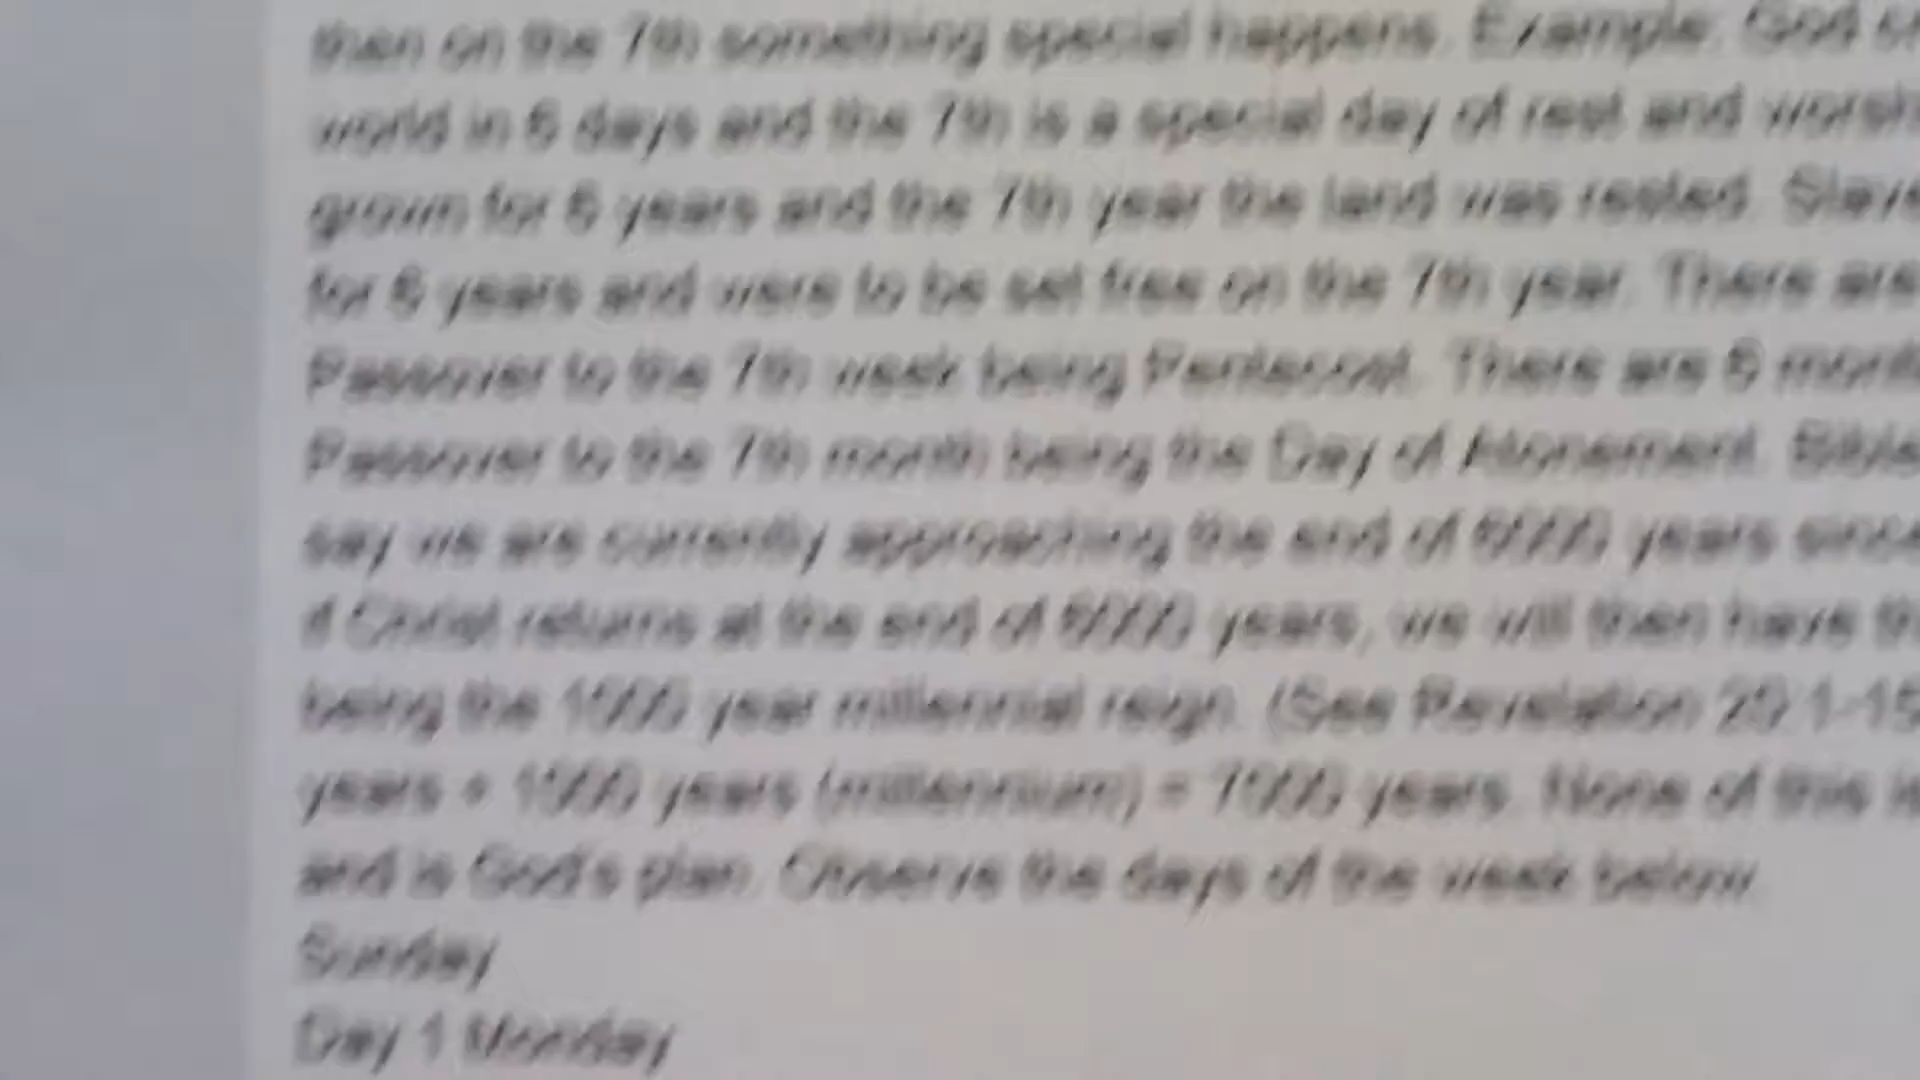 then on the 7th something special happens. Example: God
world in 6 days and the 7th is a special day of rest and
grown for 6 years and the 7th year the land was rested.
for 6 years and were to be set free on the 7th year. There are
Passover to the 7th week being Pentecost. There are 6
Passover to the 7th month being the Day of Atonement.
say we are currently approaching the end of 6000 years since
if Christ returns at the end of 6000 years, we will then have
being the 1000 year millennial reign. (See Revelation 20:1-15
years + 1000 years (millennium) = 7000 years. None of this is
and is God's plan. Observe the days of the week below.
Sunday
Day 1 Monday